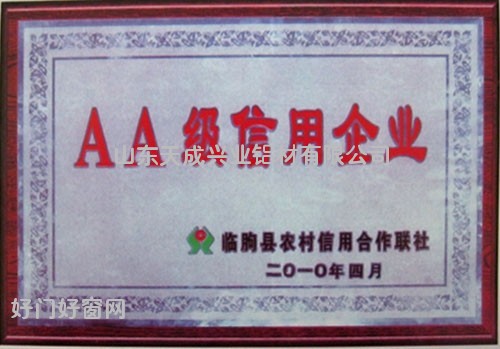 AA级信用企业
山东天成兴业铝材有限公司
临朐县农村信用合作联社
二〇一〇年四月
好门好窗网